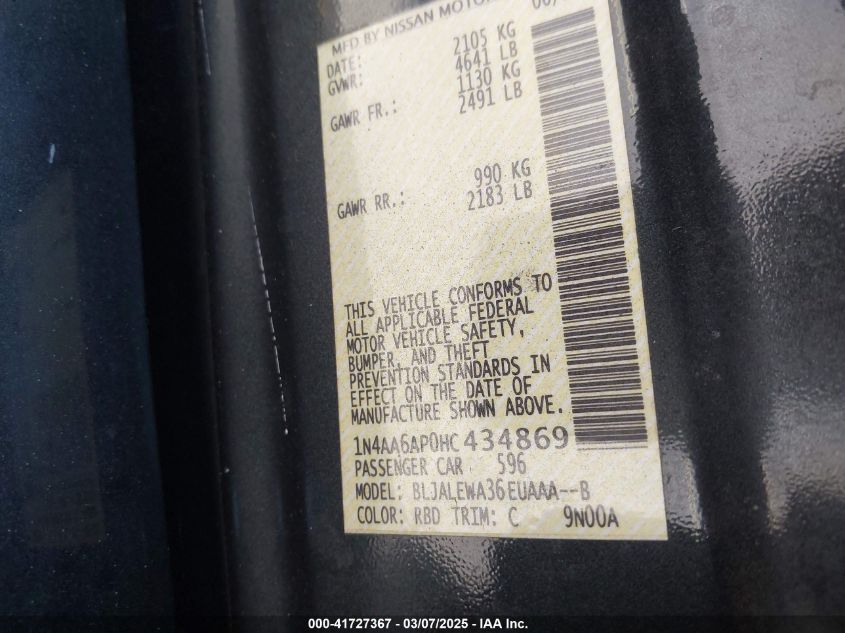 MFD BY NISSAN MOTOR
DATE:
GVWR: 2105 KG
4641 LB
GAWR FR.: 1130 KG
2491 LB
GAWR RR.: 990 KG
2183 LB
THIS VEHICLE CONFORMS TO
ALL APPLICABLE FEDERAL
MOTOR VEHICLE SAFETY,
BUMPER, AND THEFT
PREVENTION STANDARDS IN
EFFECT ON THE DATE OF
MANUFACTURE SHOWN ABOVE.
1N4AA6AP0HC434869
PASSENGER CAR 596
MODEL: BLJALEWA36EUAAA--B
COLOR: RBD TRIM: C 9N00A
000-41727367 - 03/07/2025 - IAA Inc.